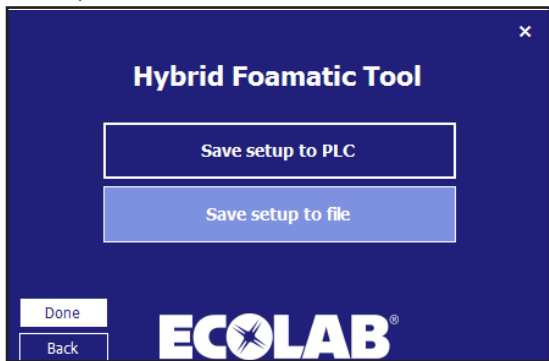 ×
Hybrid Foamatic Tool
Save setup to PLC
Save setup to file
Done
Back
ECOLAB®